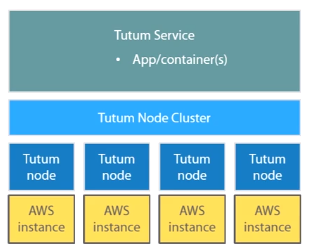 Tutum Service
• App/container(s)
Tutum Node Cluster
Tutum Tutum Tutum Tutum
node node node node
AWS AWS AWS AWS
instance instance instance instance